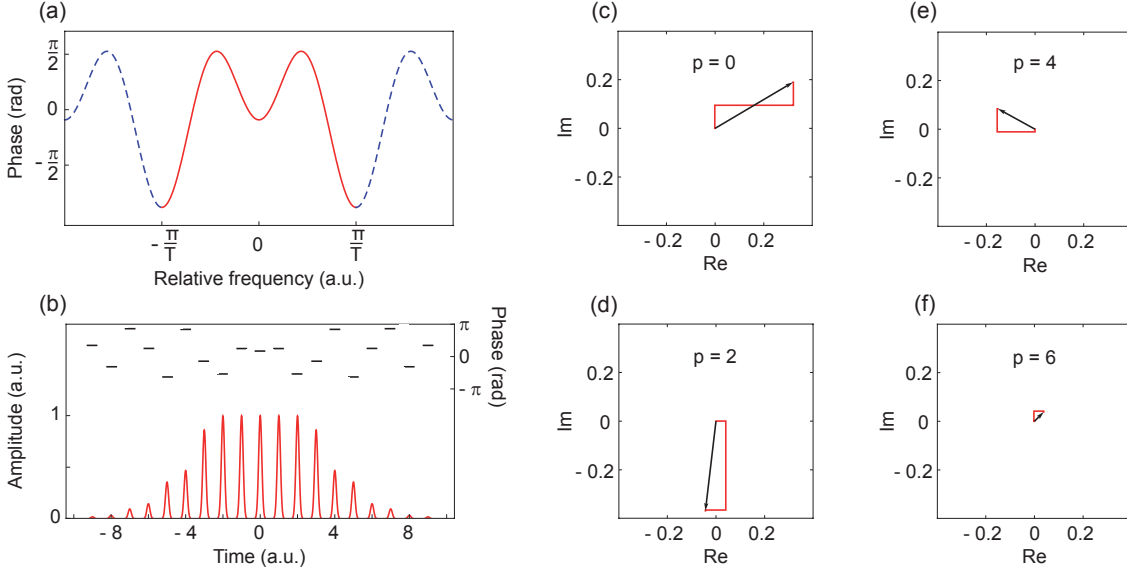 (a)
π
2
0
- π
2
Phase (rad)
- π
T
0
π
T
Relative frequency (a.u.)
(b)
Amplitude (a.u.)
1
0
π
0
- π
Phase (rad)
- 8
- 4
0
4
8
Time (a.u.)
(c)
p = 0
0.2
0
- 0.2
Im
- 0.2
0
0.2
Re
(d)
p = 2
0.2
0
- 0.2
Im
- 0.2
0
0.2
Re
(e)
p = 4
0.2
0
- 0.2
Im
- 0.2
0
0.2
Re
(f)
p = 6
0.2
0
- 0.2
Im
- 0.2
0
0.2
Re